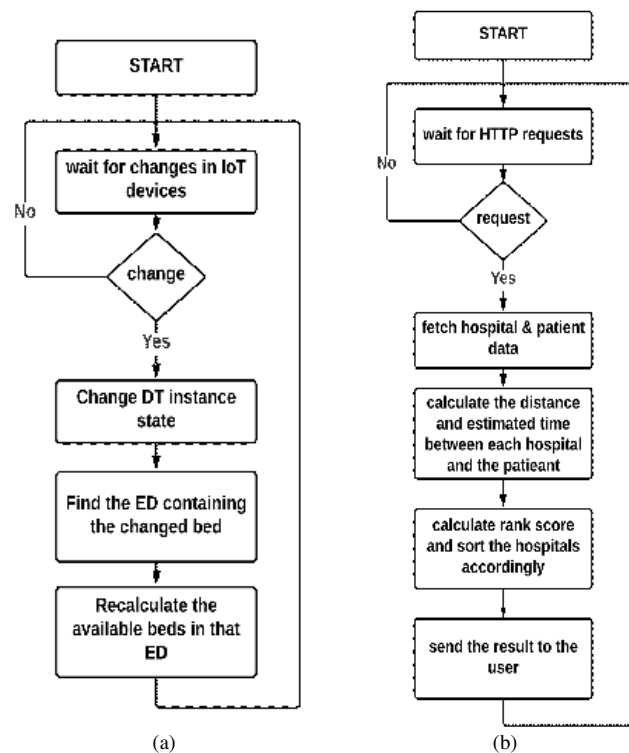 START
wait for changes in IoT
devices
No
change
Yes
Change DT instance
state
Find the ED containing
the changed bed
Recalculate the
available beds in that
ED
(a)
START
wait for HTTP requests
No
request
Yes
fetch hospital & patient
data
calculate the distance
and estimated time
between each hospital
and the patieant
calculate rank score
and sort the hospitals
accordingly
send the result to the
user
(b)